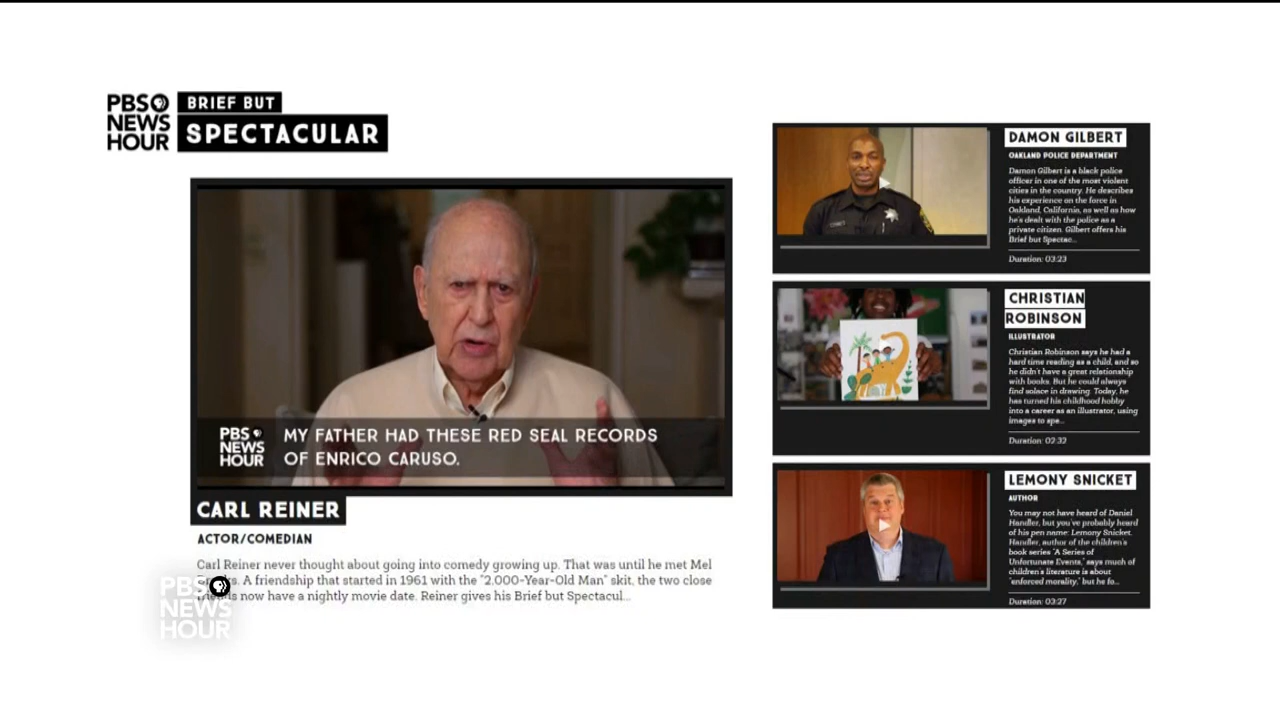 PBS
NEWS
HOUR
BRIEF BUT
SPECTACULAR
PBS
NEWS
HOUR
MY FATHER HAD THESE RED SEAL RECORDS
OF ENRICO CARUSO.
CARL REINER
ACTOR/COMEDIAN
Carl Reiner never thought about going into comedy growing up. That was until he met Mel
A friendship that started in 1961 with the "2,000-Year-Old Man" skit, the two close
is now have a nightly movie date. Reiner gives his Brief but Spectacul...
PBS
NEWS
HOUR
DAMON GILBERT
OAKLAND POLICE DEPARTMENT
Damon Gilbert is a black police
officer in one of the most violent
cities in the country. He describes
his experience on the force in
Oakland, California, as well as how
he's dealt with the police as a
private citizen. Gilbert offers his
Brief but Spectac...
Duration: 03:23
CHRISTIAN
ROBINSON
ILLUSTRATOR
Christian Robinson says he had a
hard time reading as a child, and so
he didn't have a great relationship
with books. But he could always
find solace in drawing. Today, he
has turned his childhood hobby
into a career as an illustrator, using
images to spe...
Duration: 02:32
LEMONY SNICKET
AUTHOR
You may not have heard of Daniel
Handler, but you've probably heard
of his pen name: Lemony Snicket.
Handler, author of the children's
book series "A Series of
Unfortunate Events," says much of
children's literature is about
"enforced morality," but he fo...
Duration: 03:27